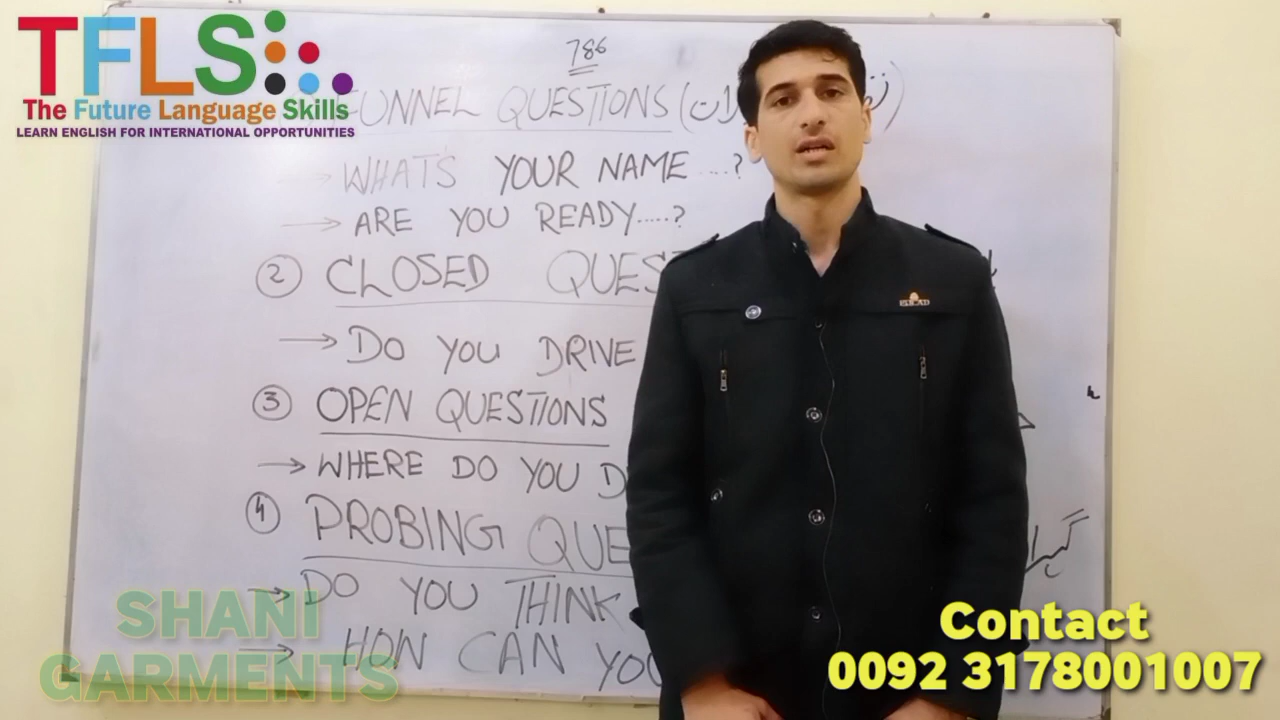 TFLS
The Future Language Skills
LEARN ENGLISH FOR INTERNATIONAL OPPORTUNITIES
786
FUNNEL QUESTIONS
→ WHAT'S YOUR NAME ....?
→ ARE YOU READY.....?
② CLOSED QUES
→ DO YOU DRIVE
③ OPEN QUESTIONS
→ WHERE DO YOU D
④ PROBING QUE
→ DO YOU THINK
→ HOW CAN YOU
SHANI
GARMENTS
Contact
0092 3178001007